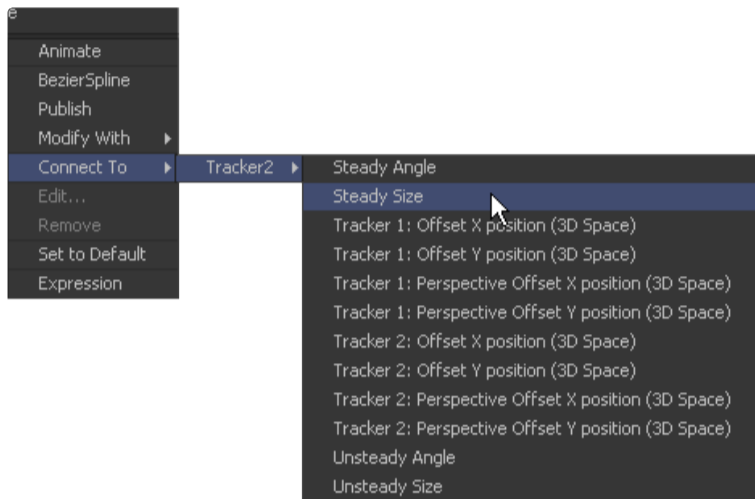 e
Animate
BezierSpline
Publish
Modify With
Connect To
Edit...
Remove
Set to Default
Expression
Tracker2
Steady Angle
Steady Size
Tracker 1: Offset X position (3D Space)
Tracker 1: Offset Y position (3D Space)
Tracker 1: Perspective Offset X position (3D Space)
Tracker 1: Perspective Offset Y position (3D Space)
Tracker 2: Offset X position (3D Space)
Tracker 2: Offset Y position (3D Space)
Tracker 2: Perspective Offset X position (3D Space)
Tracker 2: Perspective Offset Y position (3D Space)
Unsteady Angle
Unsteady Size